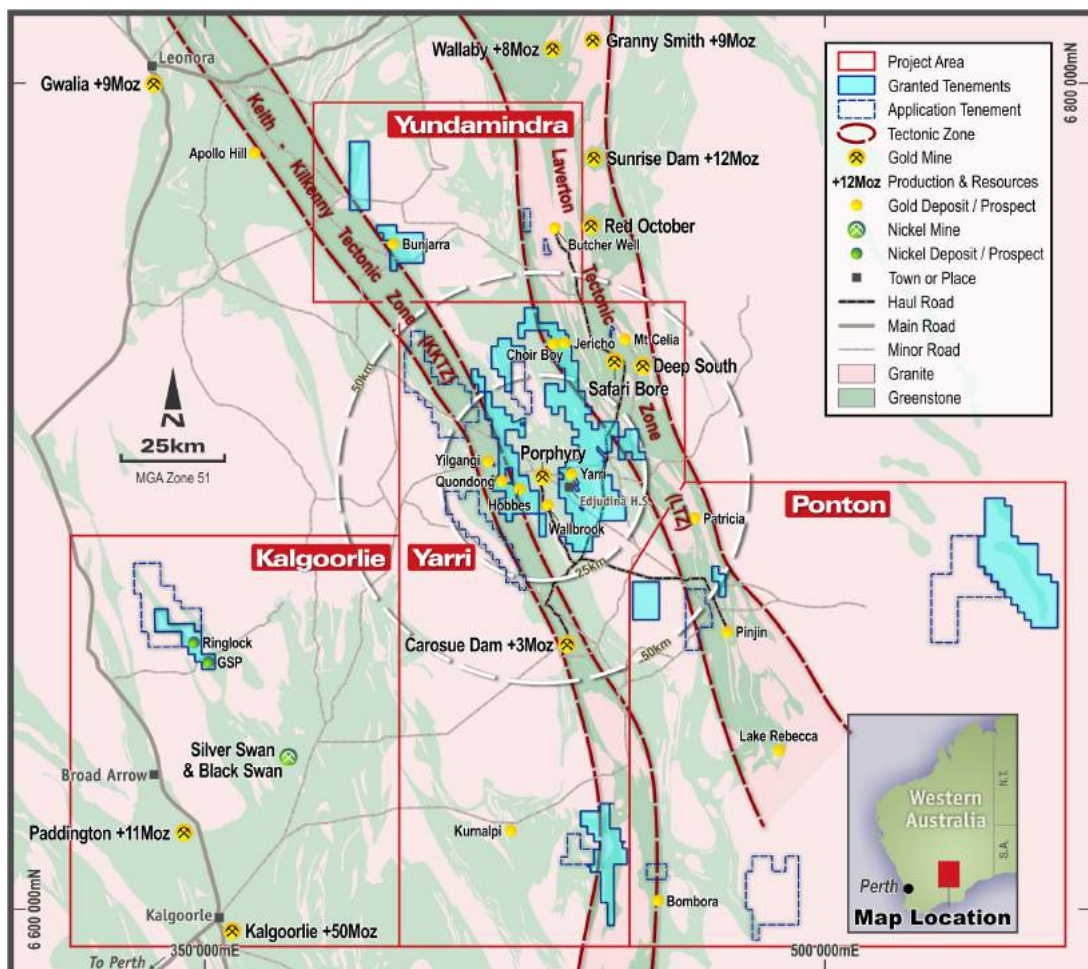 Leonora
Gwalia +9Moz
Wallaby +8Moz
Granny Smith +9Moz
6 800 000mN
Project Area
Granted Tenements
Application Tenement
Tectonic Zone
Gold Mine
+12Moz Production & Resources
Gold Deposit / Prospect
Nickel Mine
Nickel Deposit / Prospect
Town or Place
Haul Road
Main Road
Minor Road
Granite
Greenstone
Yundamindra
Keith - Kilkenny Tectonic Zone (KKTZ)
Apollo Hill
Laverton Tectonic Zone (LTZ)
Sunrise Dam +12Moz
Red October
Butcher Well
Bunjarra
50km
Choir Boy
Jericho
Mt Celia
Deep South
Safari Bore
N
25km
MGA Zone 51
Porphyry
Yilgangi
Quondong
Hobbes
Yarri
Edjudina H.S.
Wallbrook
Patricia
Ponton
Kalgoorlie
Yarri
25km
Ringlock
GSP
Carosue Dam +3Moz
50km
Pinjin
Silver Swan
& Black Swan
Lake Rebecca
Broad Arrow
Paddington +11Moz
Kurnalpi
Kalgoorle
Kalgoorlie +50Moz
Bombora
To Perth
6 600 000mN
350 000mE
500 000mE
Western
Australia
N.T.
S.A.
Perth
Map Location